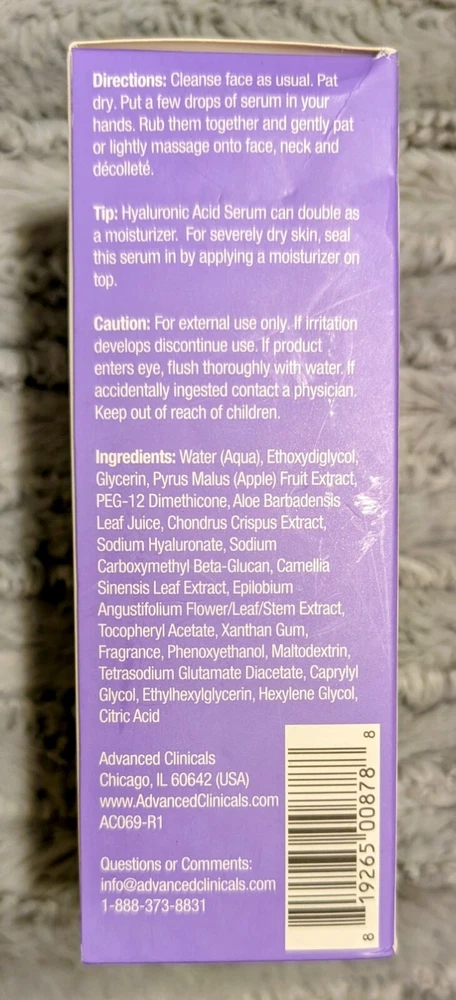 Directions: Cleanse face as usual. Pat
dry. Put a few drops of serum in your
hands. Rub them together and gently pat
or lightly massage onto face, neck and
décolleté.
Tip: Hyaluronic Acid Serum can double as
a moisturizer. For severely dry skin, seal
this serum in by applying a moisturizer on
top.
Caution: For external use only. If irritation
develops discontinue use. If product
enters eye, flush thoroughly with water. If
accidentally ingested contact a physician.
Keep out of reach of children.
Ingredients: Water (Aqua), Ethoxydiglycol,
Glycerin, Pyrus Malus (Apple) Fruit Extract,
PEG-12 Dimethicone, Aloe Barbadensis
Leaf Juice, Chondrus Crispus Extract,
Sodium Hyaluronate, Sodium
Carboxymethyl Beta-Glucan, Camellia
Sinensis Leaf Extract, Epilobium
Angustifolium Flower/Leaf/Stem Extract,
Tocopheryl Acetate, Xanthan Gum,
Fragrance, Phenoxyethanol, Maltodextrin,
Tetrasodium Glutamate Diacetate, Caprylyl
Glycol, Ethylhexylglycerin, Hexylene Glycol,
Citric Acid
Advanced Clinicals
Chicago, IL 60642 (USA)
www.AdvancedClinicals.com
AC069-R1
Questions or Comments:
info@advancedclinicals.com
1-888-373-8831
8 19265 00878 8